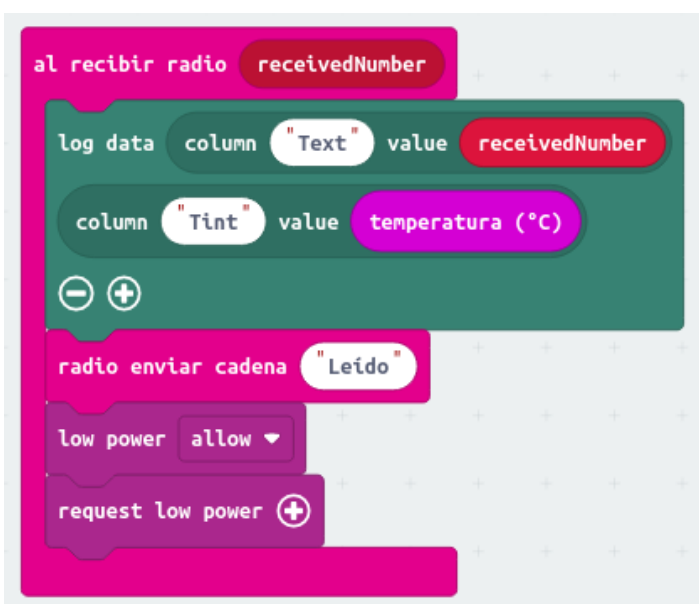 al recibir radio receivedNumber
log data column "Text" value receivedNumber
column "Tint" value temperatura (°C)
radio enviar cadena "Leído"
low power allow
request low power